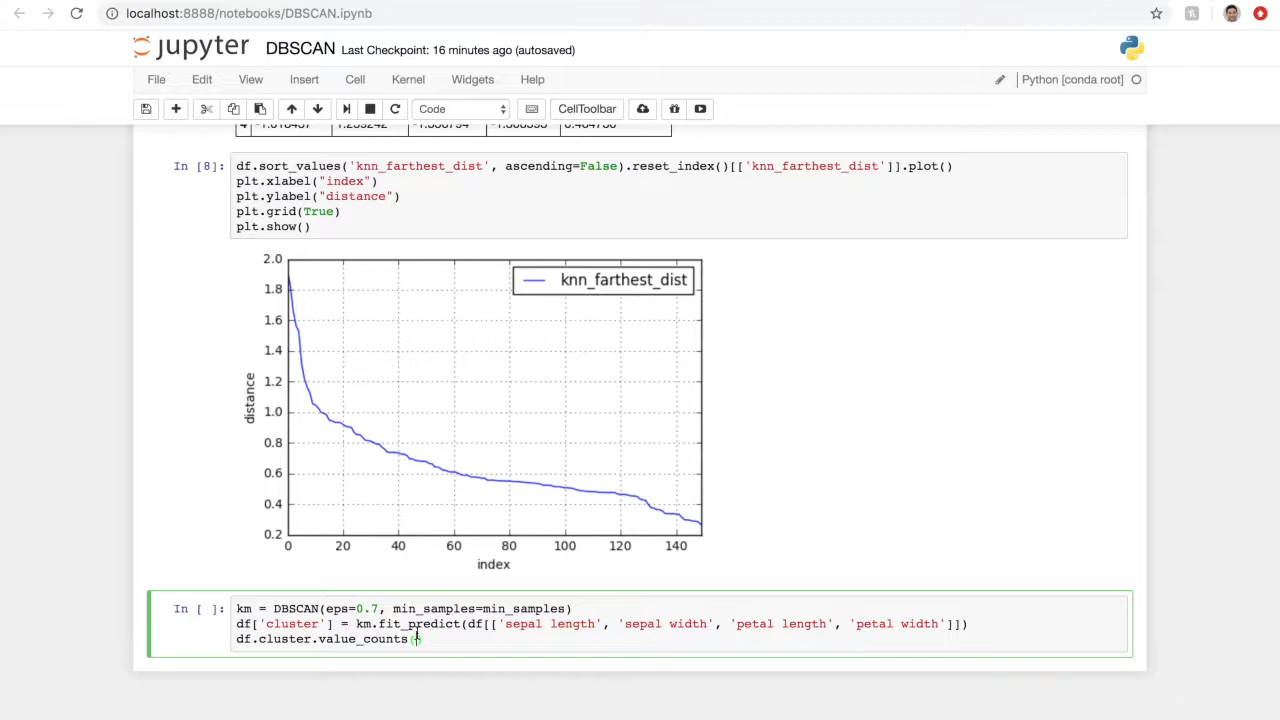 localhost:8888/notebooks/DBSCAN.ipynb
jupyter DBSCAN Last Checkpoint: 16 minutes ago (autosaved)
File Edit View Insert Cell Kernel Widgets Help Python [conda root]
Code CellToolbar
In [8]: df.sort_values('knn_farthest_dist', ascending=False).reset_index()[['knn_farthest_dist']].plot()
plt.xlabel("index")
plt.ylabel("distance")
plt.grid(True)
plt.show()
2.0
knn_farthest_dist
1.8
1.6
1.4
1.2
1.0
0.8
0.6
0.4
0.2
distance
0 20 40 60 80 100 120 140
index
In [ ]: km = DBSCAN(eps=0.7, min_samples=min_samples)
df['cluster'] = km.fit_predict(df[['sepal length', 'sepal width', 'petal length', 'petal width']])
df.cluster.value_counts()